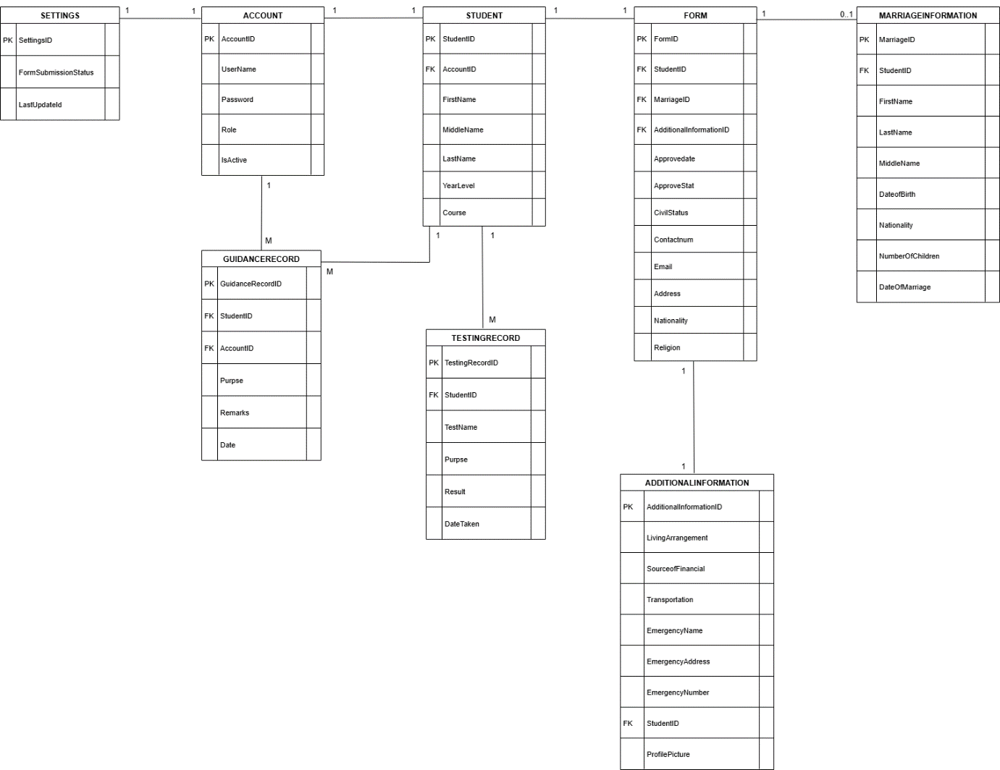 SETTINGS
PK SettingsID
FormSubmissionStatus
LastUpdateId
1 1
ACCOUNT
PK AccountID
UserName
Password
Role
IsActive
1 1
STUDENT
PK StudentID
FK AccountID
FirstName
MiddleName
LastName
YearLevel
Course
1 1
FORM
PK FormID
FK StudentID
FK MarriageID
FK AdditionalInformationID
Approvedate
ApproveStat
CivilStatus
Contactnum
Email
Address
Nationality
Religion
1 0..1
MARRIAGEINFORMATION
PK MarriageID
FK StudentID
FirstName
LastName
MiddleName
DateofBirth
Nationality
NumberOfChildren
DateOfMarriage
1
M
1
M
GUIDANCERECORD
PK GuidanceRecordID
FK StudentID
FK AccountID
Purpse
Remarks
Date
1
M
TESTINGRECORD
PK TestingRecordID
FK StudentID
TestName
Purpse
Result
DateTaken
1
1
ADDITIONALINFORMATION
PK AdditionalInformationID
LivingArrangement
SourceofFinancial
Transportation
EmergencyName
EmergencyAddress
EmergencyNumber
FK StudentID
ProfilePicture